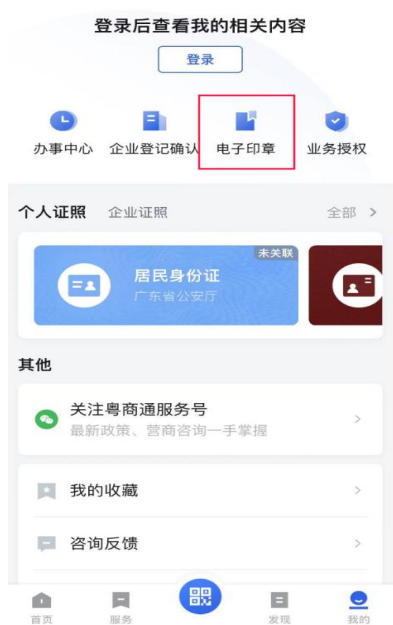 登录后查看我的相关内容
登录
办事中心 企业登记确认 电子印章 业务授权
个人证照 企业证照 全部 >
未关联
居民身份证
广东省公安厅
其他
关注粤商通服务号
最新政策、营商咨询一手掌握
我的收藏
咨询反馈
首页 服务 发现 我的